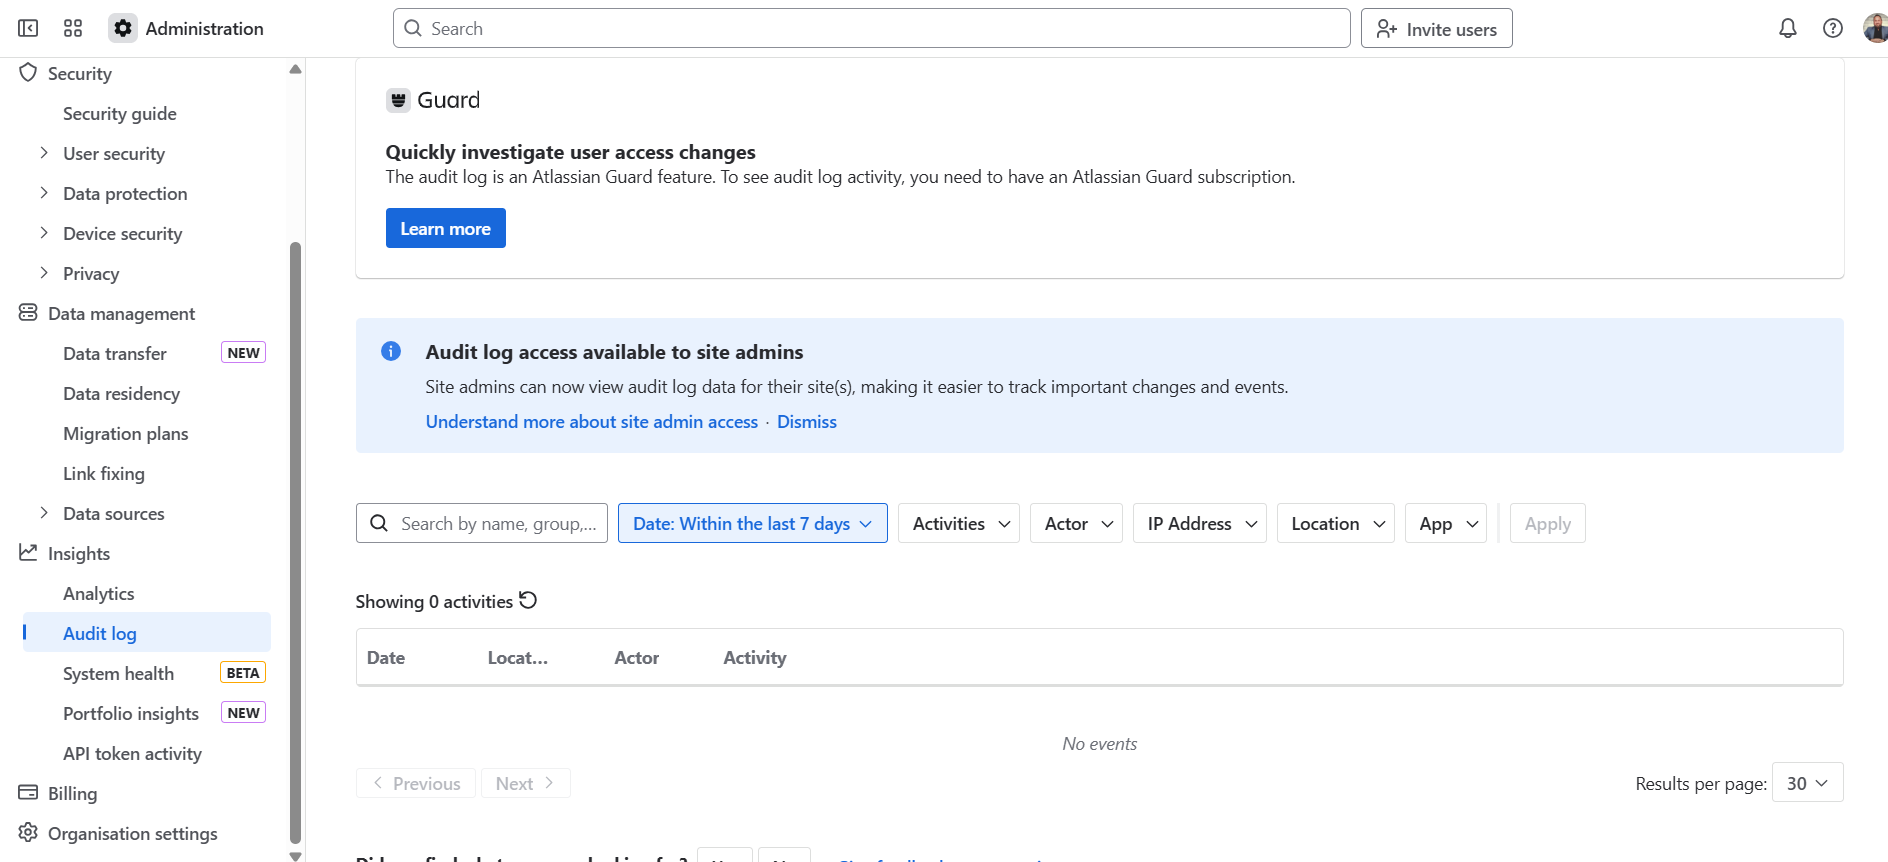 Administration
Search
Invite users
Security
Security guide
User security
Data protection
Device security
Privacy
Data management
Data transfer NEW
Data residency
Migration plans
Link fixing
Data sources
Insights
Analytics
Audit log
System health BETA
Portfolio insights NEW
API token activity
Billing
Organisation settings
Guard
Quickly investigate user access changes
The audit log is an Atlassian Guard feature. To see audit log activity, you need to have an Atlassian Guard subscription.
Learn more
Audit log access available to site admins
Site admins can now view audit log data for their site(s), making it easier to track important changes and events.
Understand more about site admin access · Dismiss
Search by name, group,... Date: Within the last 7 days Activities Actor IP Address Location App Apply
Showing 0 activities
Date Locat... Actor Activity
No events
Previous Next Results per page: 30